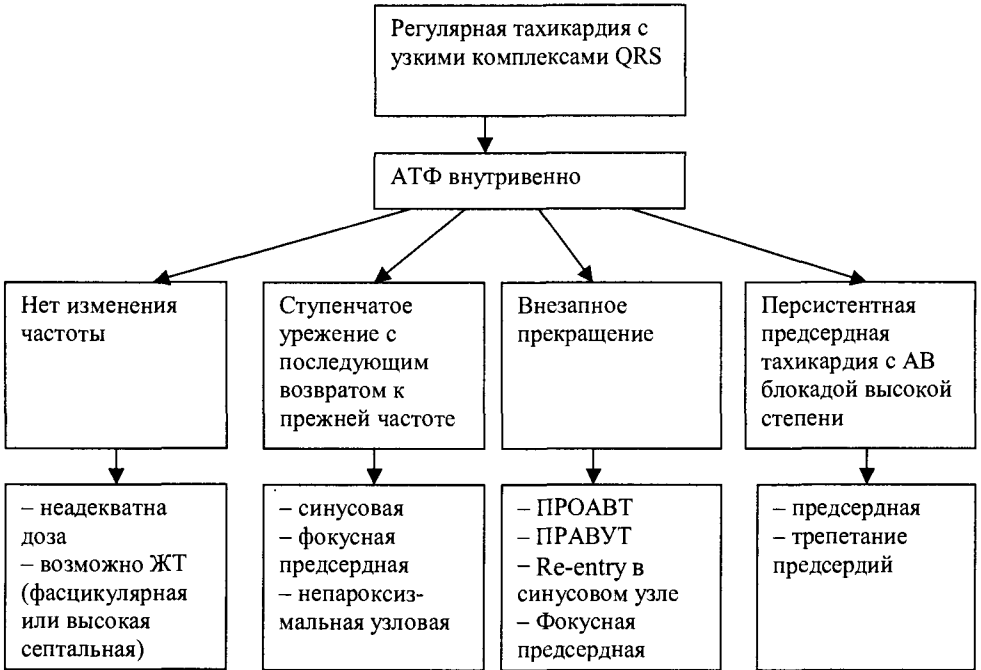 Регулярная тахикардия с
узкими комплексами QRS
АТФ внутривенно
Нет изменения
частоты
Ступенчатое
урежение с
последующим
возвратом к
прежней частоте
Внезапное
прекращение
Персистентная
предсердная
тахикардия с АВ
блокадой высокой
степени
– неадекватна
доза
– возможно ЖТ
(фасцикулярная
или высокая
септальная)
– синусовая
– фокусная
предсердная
– непароксиз-
мальная узловая
– ПРОАВТ
– ПРАВУТ
– Re-entry в
синусовом узле
– Фокусная
предсердная
– предсердная
– трепетание
предсердий